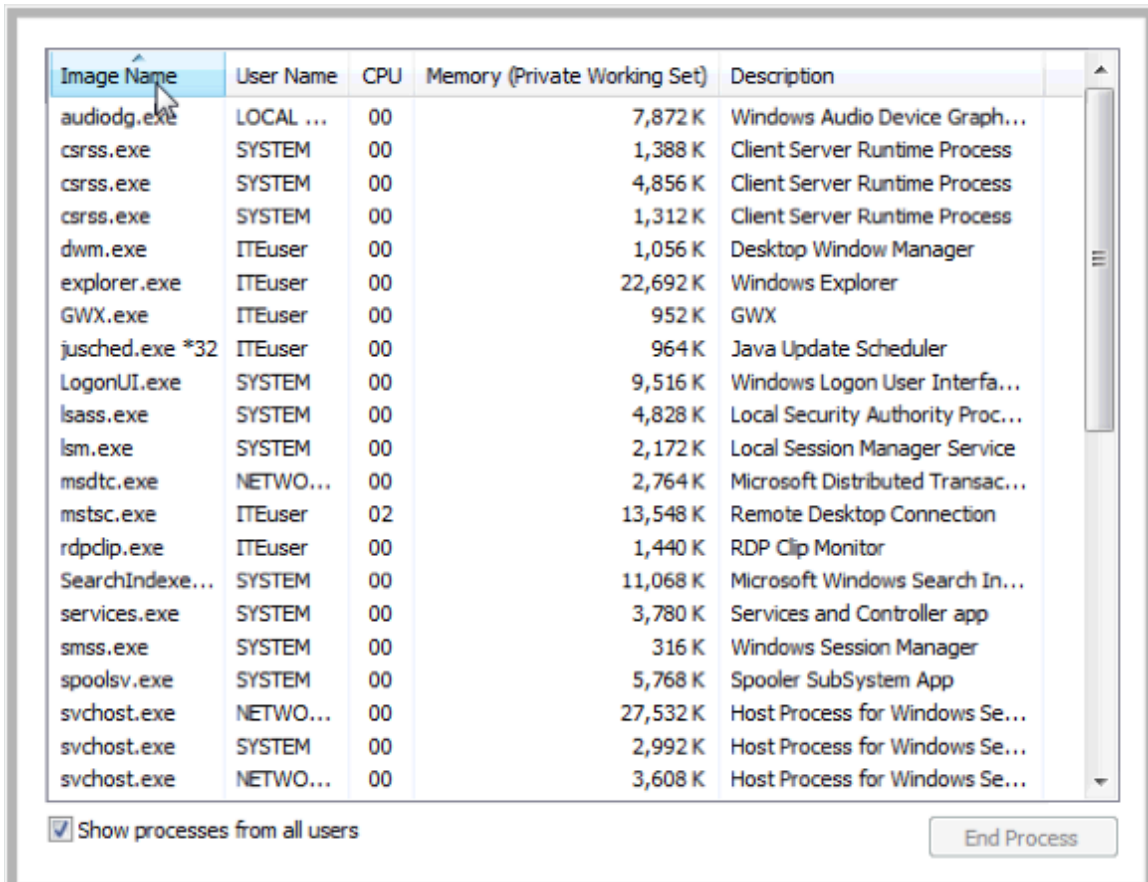 Image Name User Name CPU Memory (Private Working Set) Description
audiodg.exe LOCAL ... 00 7,872 K Windows Audio Device Graph...
csrss.exe SYSTEM 00 1,388 K Client Server Runtime Process
csrss.exe SYSTEM 00 4,856 K Client Server Runtime Process
csrss.exe SYSTEM 00 1,312 K Client Server Runtime Process
dwm.exe ITEuser 00 1,056 K Desktop Window Manager
explorer.exe ITEuser 00 22,692 K Windows Explorer
GWX.exe ITEuser 00 952 K GWX
jusched.exe *32 ITEuser 00 964 K Java Update Scheduler
LogonUI.exe SYSTEM 00 9,516 K Windows Logon User Interfa...
lsass.exe SYSTEM 00 4,828 K Local Security Authority Proc...
lsm.exe SYSTEM 00 2,172 K Local Session Manager Service
msdtc.exe NETWO... 00 2,764 K Microsoft Distributed Transac...
mstsc.exe ITEuser 02 13,548 K Remote Desktop Connection
rdpclip.exe ITEuser 00 1,440 K RDP Clip Monitor
SearchIndexe... SYSTEM 00 11,068 K Microsoft Windows Search In...
services.exe SYSTEM 00 3,780 K Services and Controller app
smss.exe SYSTEM 00 316 K Windows Session Manager
spoolsv.exe SYSTEM 00 5,768 K Spooler SubSystem App
svchost.exe NETWO... 00 27,532 K Host Process for Windows Se...
svchost.exe SYSTEM 00 2,992 K Host Process for Windows Se...
svchost.exe NETWO... 00 3,608 K Host Process for Windows Se...
Show processes from all users
End Process